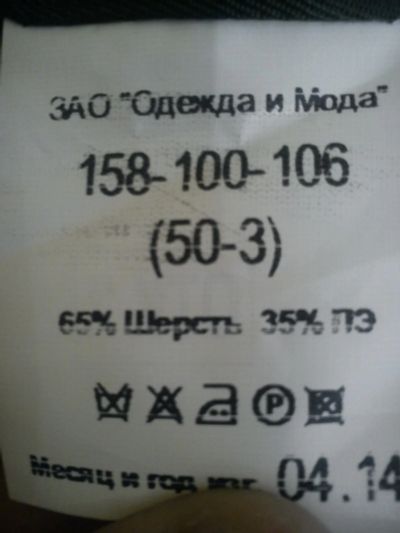 ЗАО "Одежда и Мода"
158-100-106
(50-3)
65% Шерсть 35% ПЭ
P
Месяц и год изг. 04.14